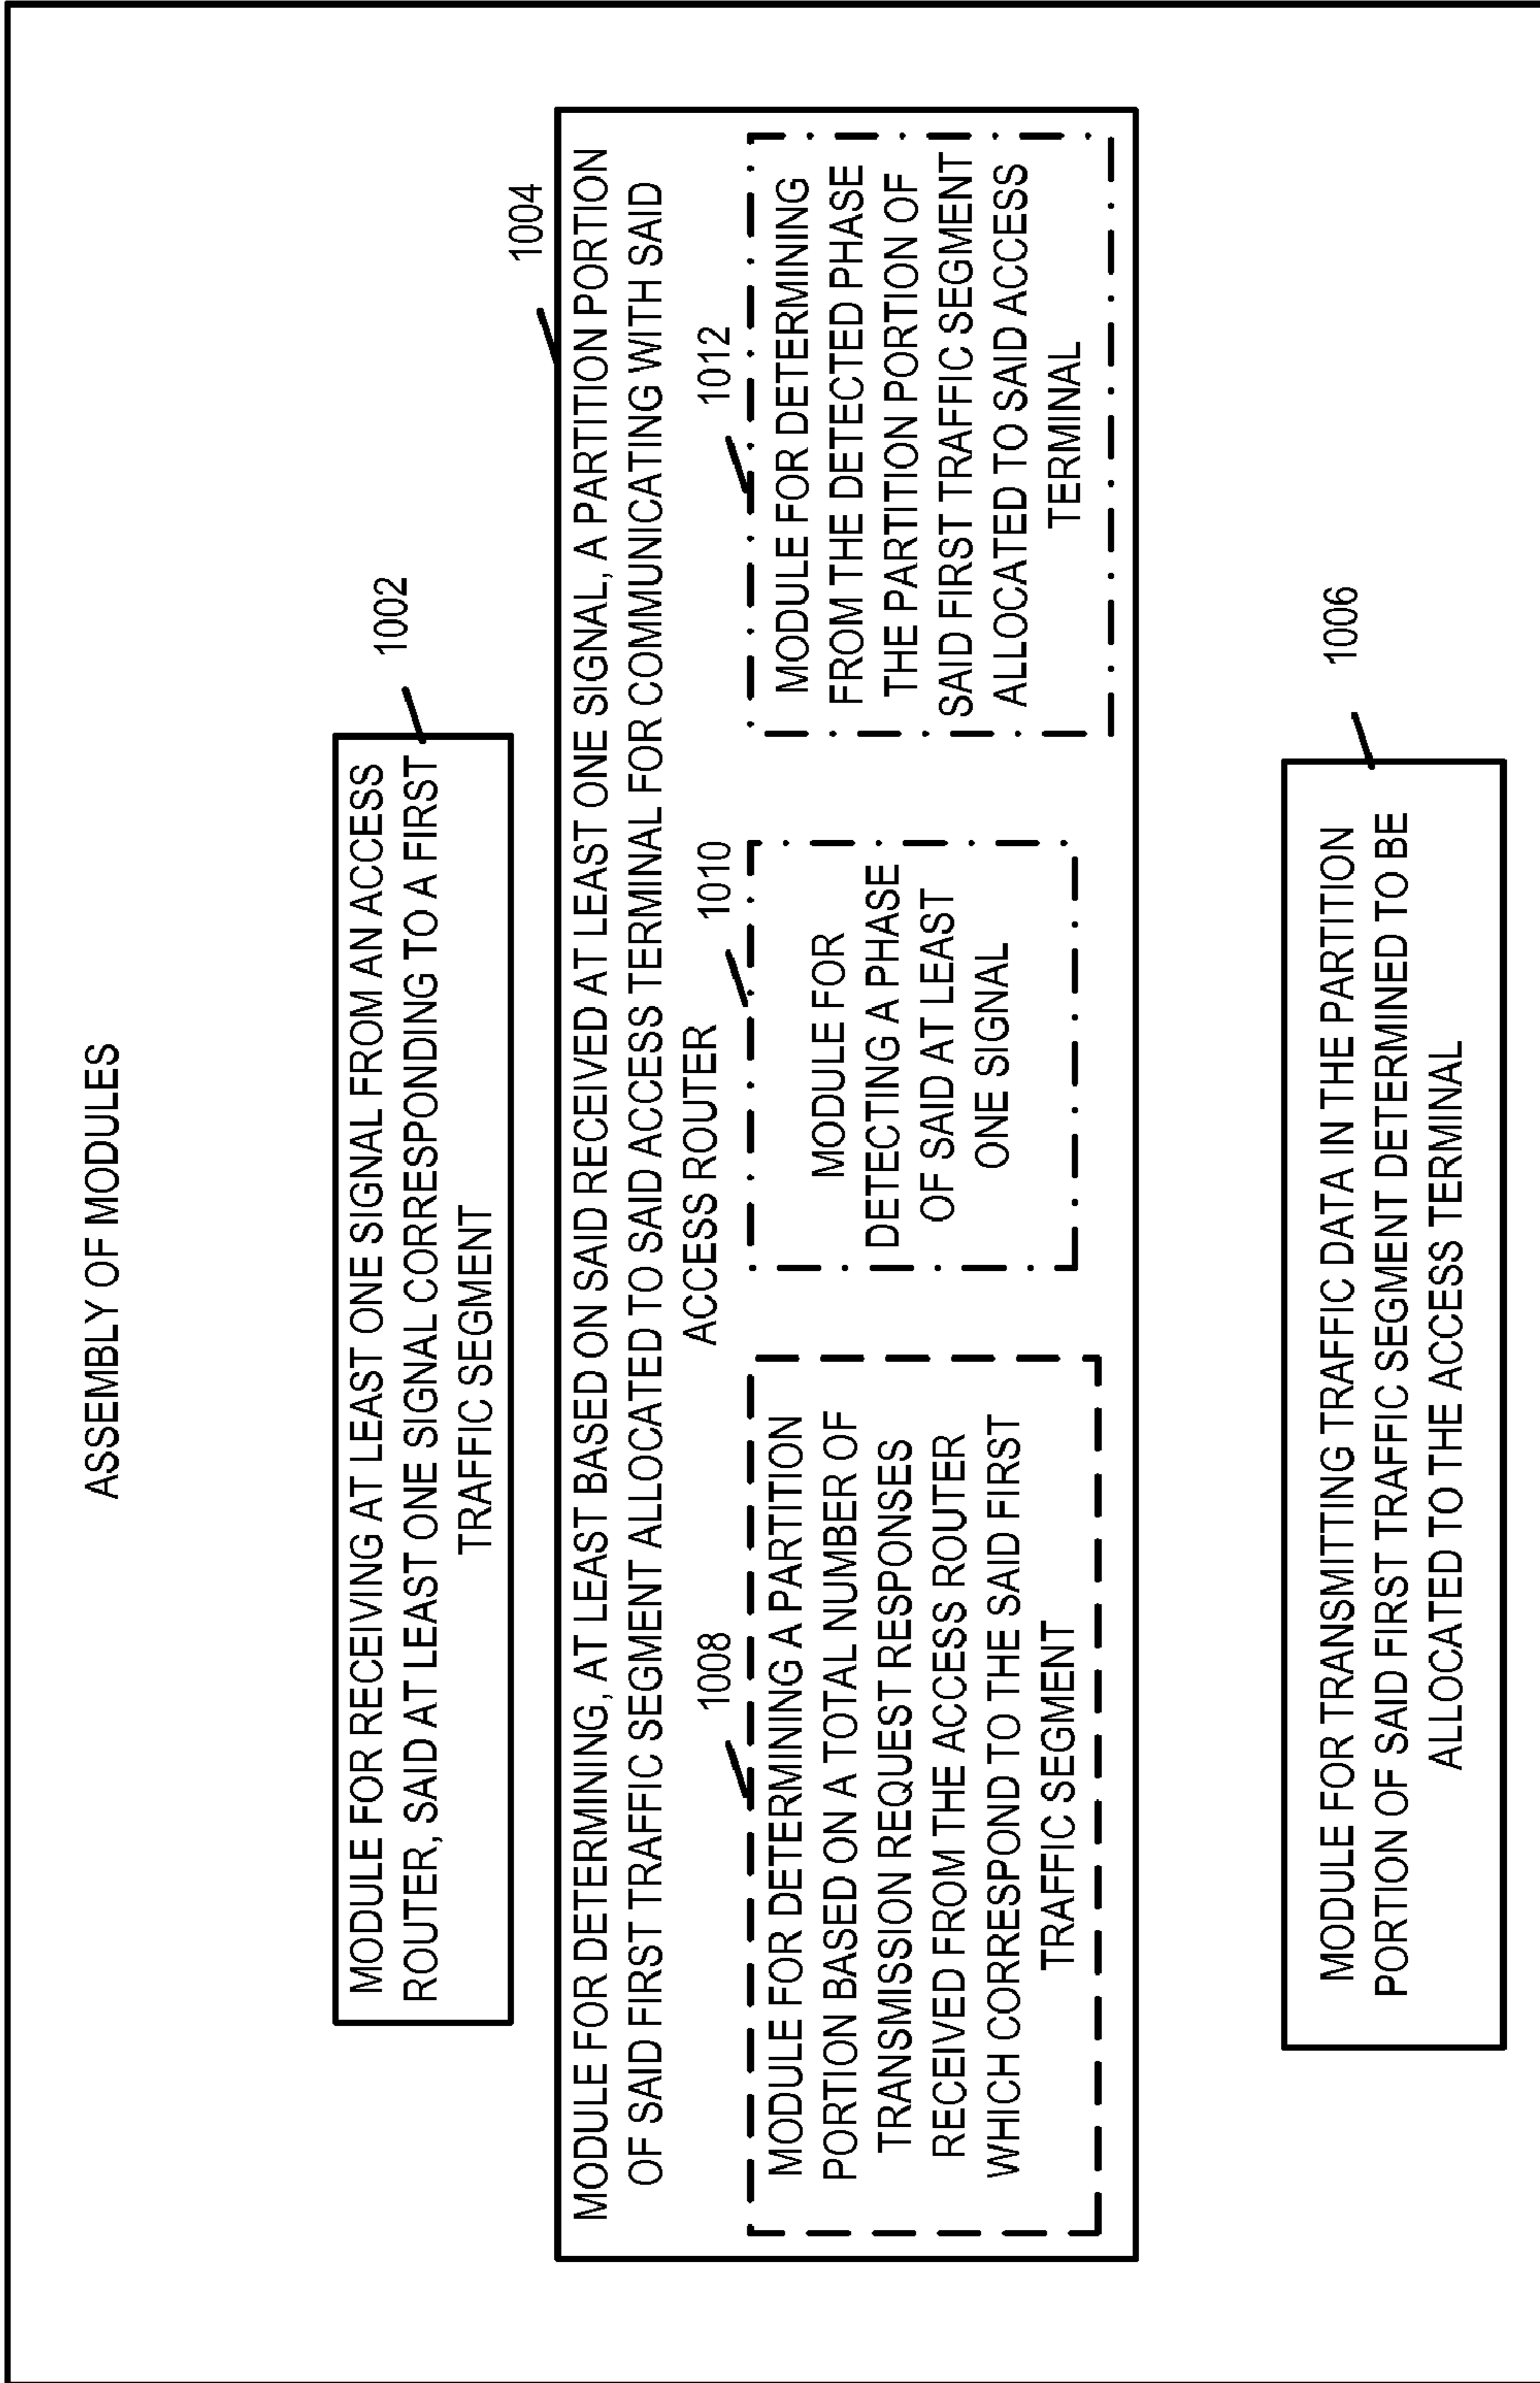 ASSEMBLY OF MODULES
1002
MODULE FOR RECEIVING AT LEAST ONE SIGNAL FROM AN ACCESS
ROUTER, SAID AT LEAST ONE SIGNAL CORRESPONDING TO A FIRST
TRAFFIC SEGMENT
1004
MODULE FOR DETERMINING, AT LEAST BASED ON SAID RECEIVED AT LEAST ONE SIGNAL, A PARTITION PORTION
OF SAID FIRST TRAFFIC SEGMENT ALLOCATED TO SAID ACCESS TERMINAL FOR COMMUNICATING WITH SAID
ACCESS ROUTER
1008
MODULE FOR DETERMINING A PARTITION
PORTION BASED ON A TOTAL NUMBER OF
TRANSMISSION REQUEST RESPONSES
RECEIVED FROM THE ACCESS ROUTER
WHICH CORRESPOND TO THE SAID FIRST
TRAFFIC SEGMENT
1010
MODULE FOR
DETECTING A PHASE
OF SAID AT LEAST
ONE SIGNAL
1012
MODULE FOR DETERMINING
FROM THE DETECTED PHASE
THE PARTITION PORTION OF
SAID FIRST TRAFFIC SEGMENT
ALLOCATED TO SAID ACCESS
TERMINAL
1006
MODULE FOR TRANSMITTING TRAFFIC DATA IN THE PARTITION
PORTION OF SAID FIRST TRAFFIC SEGMENT DETERMINED TO BE
ALLOCATED TO THE ACCESS TERMINAL